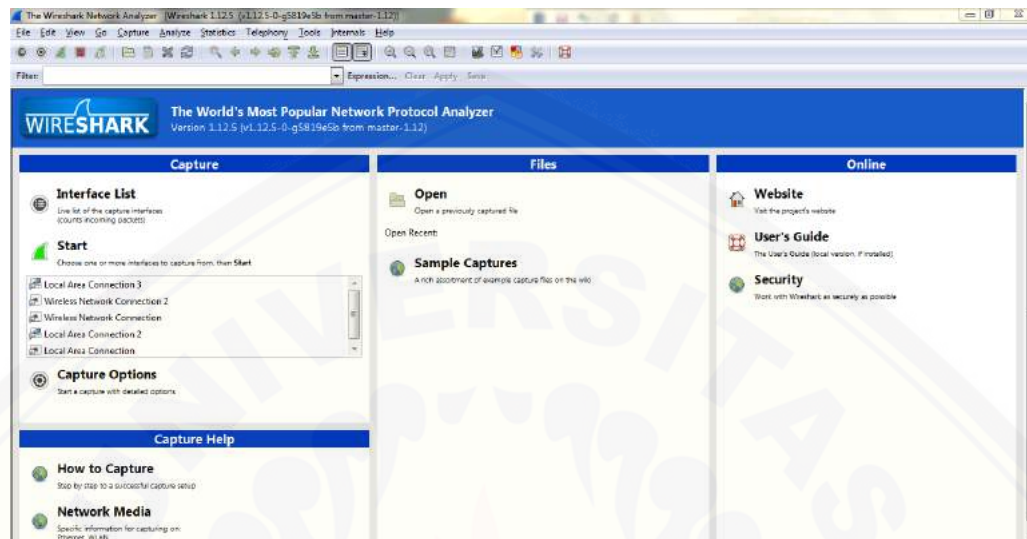 The Wireshark Network Analyzer [Wireshark 1.12.5 (v1.12.5-0-g5819e5b from master-1.12)]
File Edit View Go Capture Analyze Statistics Telephony Tools Internals Help
Filter: Expression... Clear Apply Save
WIRESHARK
The World's Most Popular Network Protocol Analyzer
Version 1.12.5 (v1.12.5-0-g5819e5b from master-1.12)
Capture
Interface List
Live list of the capture interfaces
(counts incoming packets)
Start
Choose one or more interfaces to capture from, then Start
Local Area Connection 3
Wireless Network Connection 2
Wireless Network Connection
Local Area Connection 2
Local Area Connection
Capture Options
Start a capture with detailed options
Capture Help
How to Capture
Step by step to a successful capture setup
Network Media
Specific information for capturing on:
Ethernet, WLAN,
Files
Open
Open a previously captured file
Open Recent:
Sample Captures
A rich assortment of example capture files on the wiki
Online
Website
Visit the project's website
User's Guide
The User's Guide (local version, if installed)
Security
Work with Wireshark as securely as possible
UNIVERSITAS